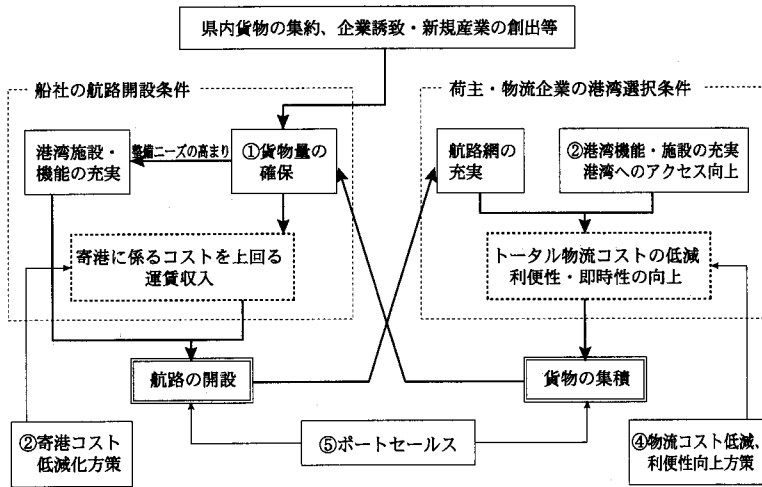 県内貨物の集約、企業誘致・新規産業の創出等
船社の航路開設条件
港湾施設・
機能の充実
整備ニーズの高まり
①貨物量の
確保
寄港に係るコストを上回る
運賃収入
荷主・物流企業の港湾選択条件
航路網の
充実
②港湾機能・施設の充実
港湾へのアクセス向上
トータル物流コストの低減
利便性・即時性の向上
航路の開設
貨物の集積
②寄港コスト
低減化方策
⑤ポートセールス
④物流コスト低減、
利便性向上方策